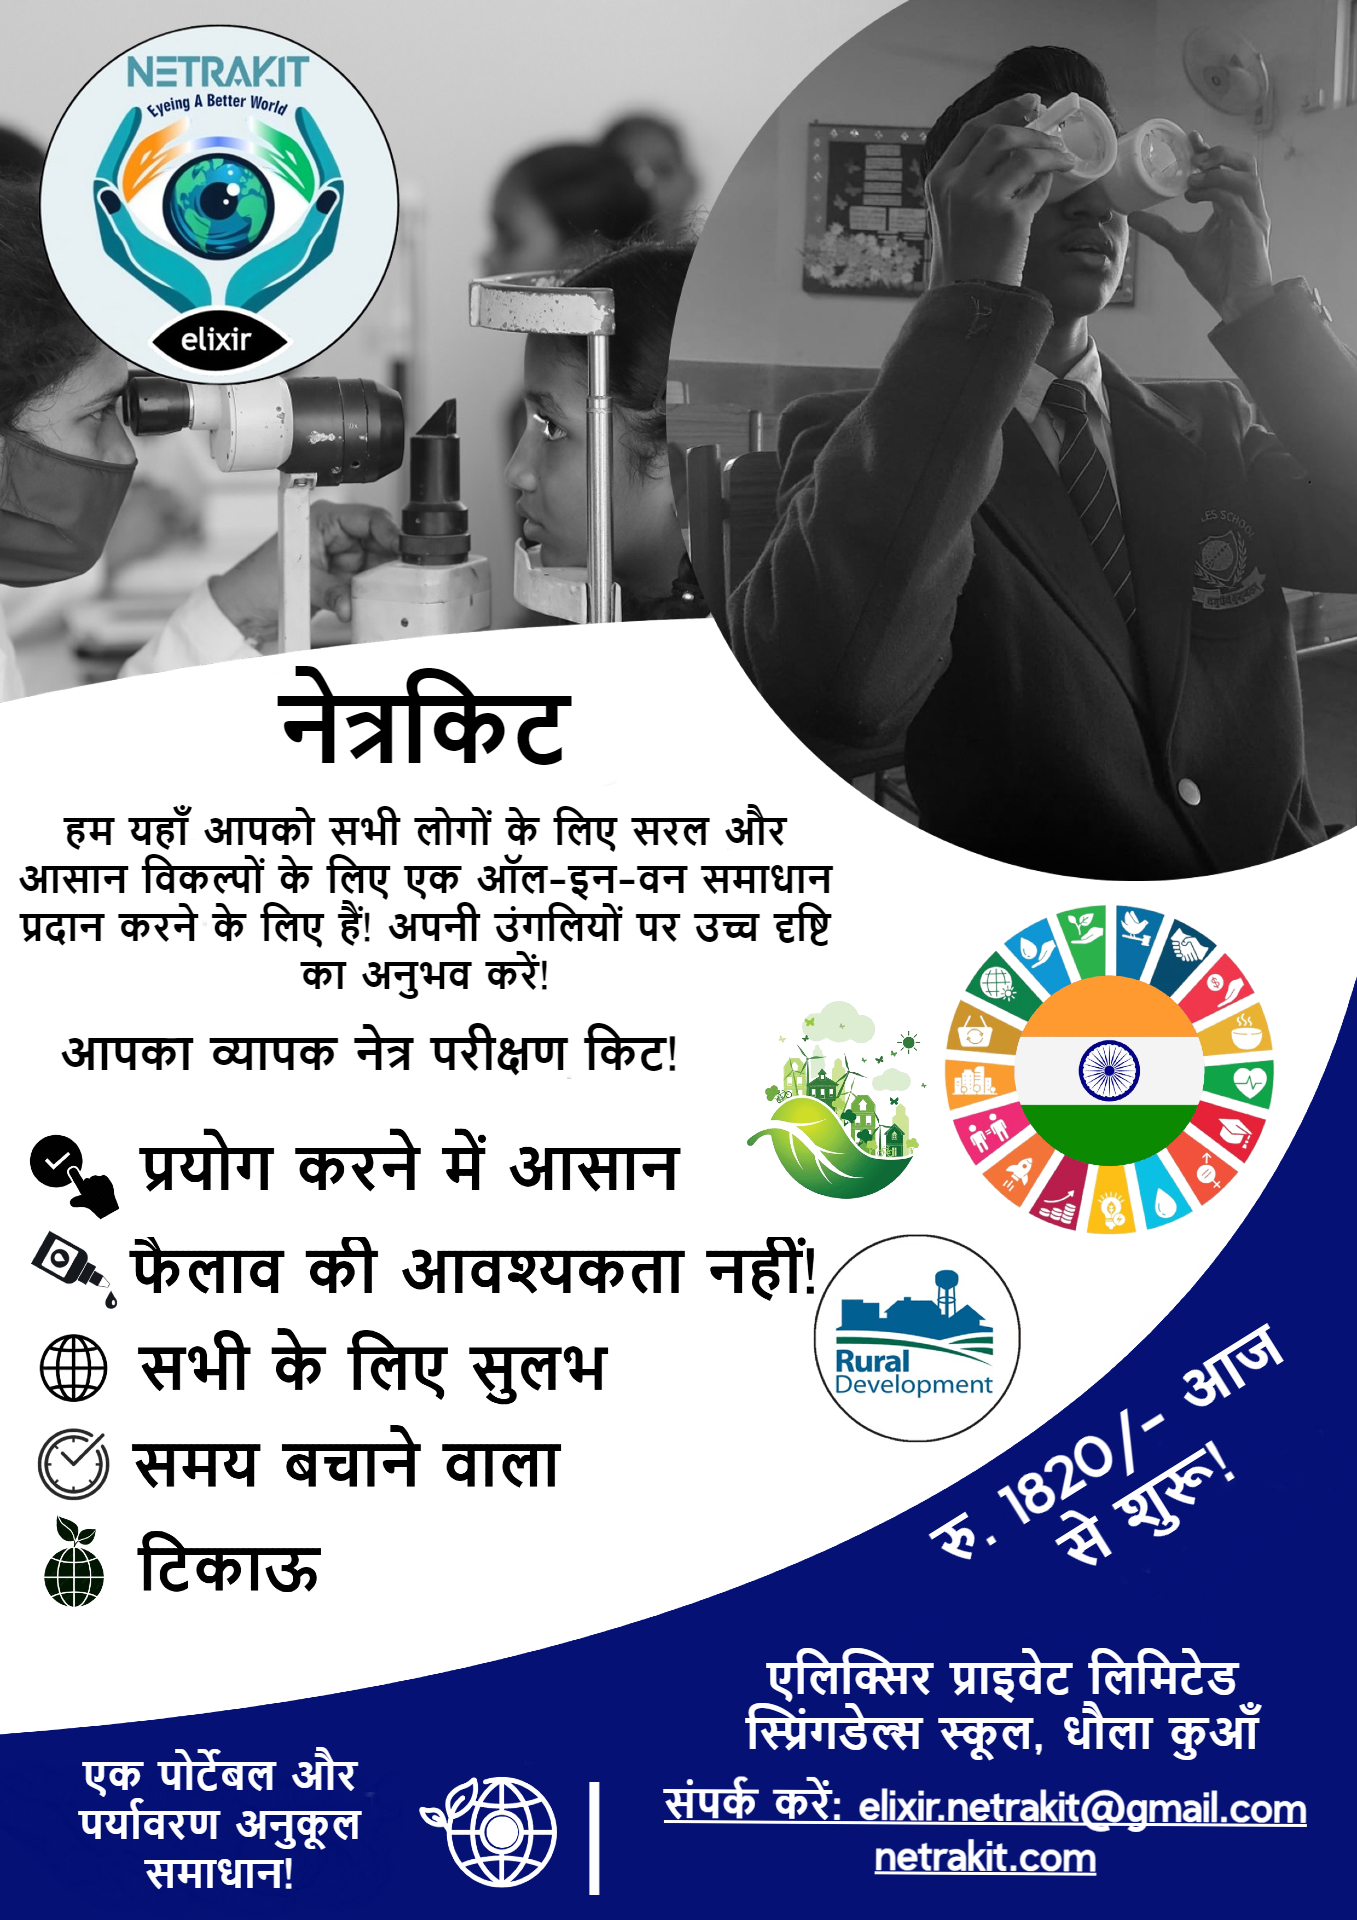 NETRAKIT
Eyeing A Better World
elixir
LES SCHOOL
नेत्रकिट
हम यहाँ आपको सभी लोगों के लिए सरल और
आसान विकल्पों के लिए एक ऑल-इन-वन समाधान
प्रदान करने के लिए हैं! अपनी उंगलियों पर उच्च दृष्टि
का अनुभव करें!
आपका व्यापक नेत्र परीक्षण किट!
प्रयोग करने में आसान
फैलाव की आवश्यकता नहीं!
सभी के लिए सुलभ
समय बचाने वाला
टिकाऊ
Rural
Development
रु. 1820/- आज
से शुरू!
एलिक्सिर प्राइवेट लिमिटेड
स्प्रिंगडेल्स स्कूल, धौला कुआँ
एक पोर्टेबल और
पर्यावरण अनुकूल
समाधान!
संपर्क करें: elixir.netrakit@gmail.com
netrakit.com